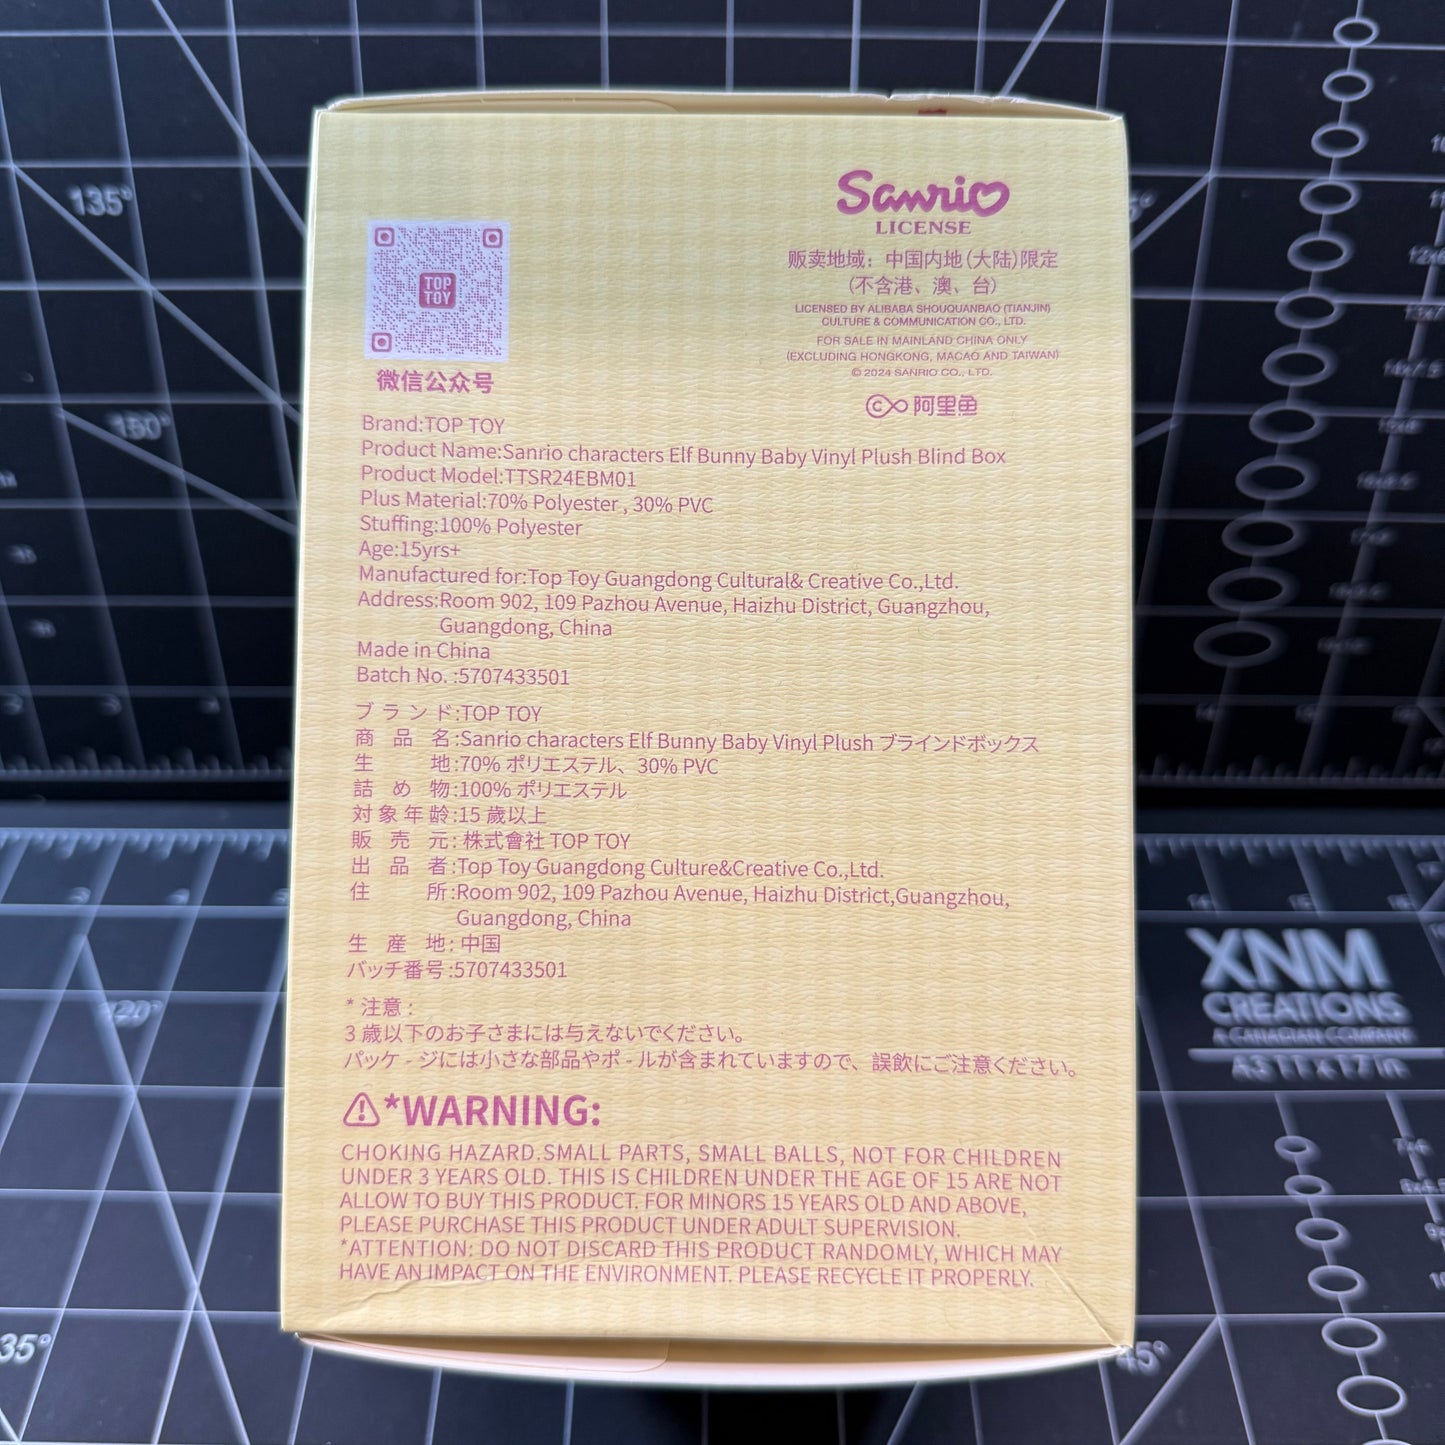 TOP
TOY
微信公众号
Sanrio
LICENSE
贩卖地域：中国内地(大陆)限定
(不含港、澳、台)
LICENSED BY ALIBABA SHOUQUANBAO (TIANJIN)
CULTURE & COMMUNICATION CO., LTD.
FOR SALE IN MAINLAND CHINA ONLY
(EXCLUDING HONGKONG, MACAO AND TAIWAN)
© 2024 SANRIO CO., LTD.
阿里鱼
Brand:TOP TOY
Product Name:Sanrio characters Elf Bunny Baby Vinyl Plush Blind Box
Product Model:TTSR24EBM01
Plus Material:70% Polyester , 30% PVC
Stuffing:100% Polyester
Age:15yrs+
Manufactured for:Top Toy Guangdong Cultural& Creative Co.,Ltd.
Address:Room 902, 109 Pazhou Avenue, Haizhu District, Guangzhou,
Guangdong, China
Made in China
Batch No. :5707433501
ブランド:TOP TOY
商品名:Sanrio characters Elf Bunny Baby Vinyl Plush ブラインドボックス
生地:70% ポリエステル、30% PVC
詰め物:100% ポリエステル
対象年齢:15 歳以上
販売元: 株式會社 TOP TOY
出品者:Top Toy Guangdong Culture&Creative Co.,Ltd.
住所:Room 902, 109 Pazhou Avenue, Haizhu District,Guangzhou,
Guangdong, China
生産地: 中国
バッチ番号:5707433501
* 注意 :
3 歳以下のお子さまには与えないでください。
パッケ - ジには小さな部品やボ - ルが含まれていますので、誤飲にご注意ください。
*WARNING:
CHOKING HAZARD.SMALL PARTS, SMALL BALLS, NOT FOR CHILDREN
UNDER 3 YEARS OLD. THIS IS CHILDREN UNDER THE AGE OF 15 ARE NOT
ALLOW TO BUY THIS PRODUCT. FOR MINORS 15 YEARS OLD AND ABOVE,
PLEASE PURCHASE THIS PRODUCT UNDER ADULT SUPERVISION.
*ATTENTION: DO NOT DISCARD THIS PRODUCT RANDOMLY, WHICH MAY
HAVE AN IMPACT ON THE ENVIRONMENT. PLEASE RECYCLE IT PROPERLY.
135°
150°
120°
45°
XNM
CREATIONS
A CANADIAN COMPANY
A3 11 x 17 in